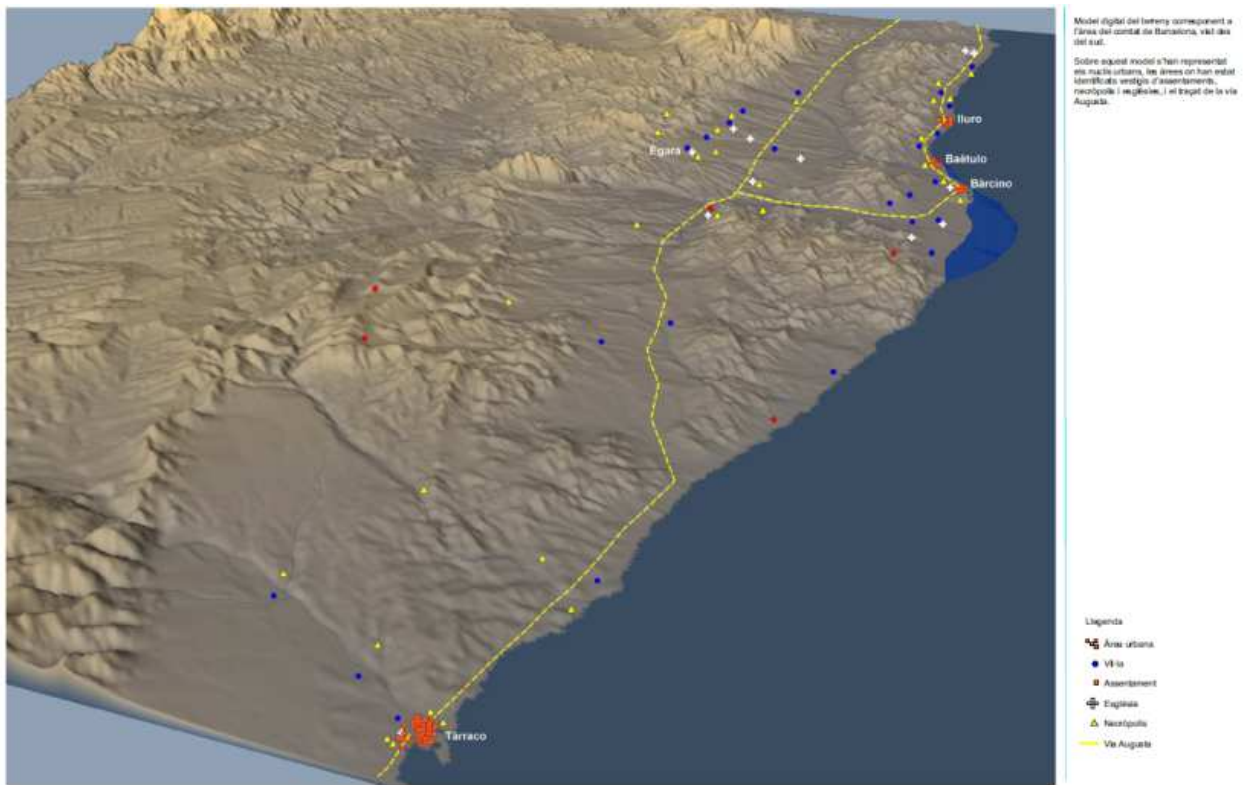 Model digital del terreny corresponent a
l'àrea del comtat de Barcelona, vist des
del sud.
Sobre aquest model s'han representat
els nuclis urbans, les àrees on han estat
identificats vestigis d'assentaments,
necròpolis i esglésies, i el traçat de la via
Augusta.
Iluro
Egara
Baètulo
Bàrcino
Tàrraco
Llegenda
Àrea urbana
Vil·la
Assentament
Església
Necròpolis
Via Augusta